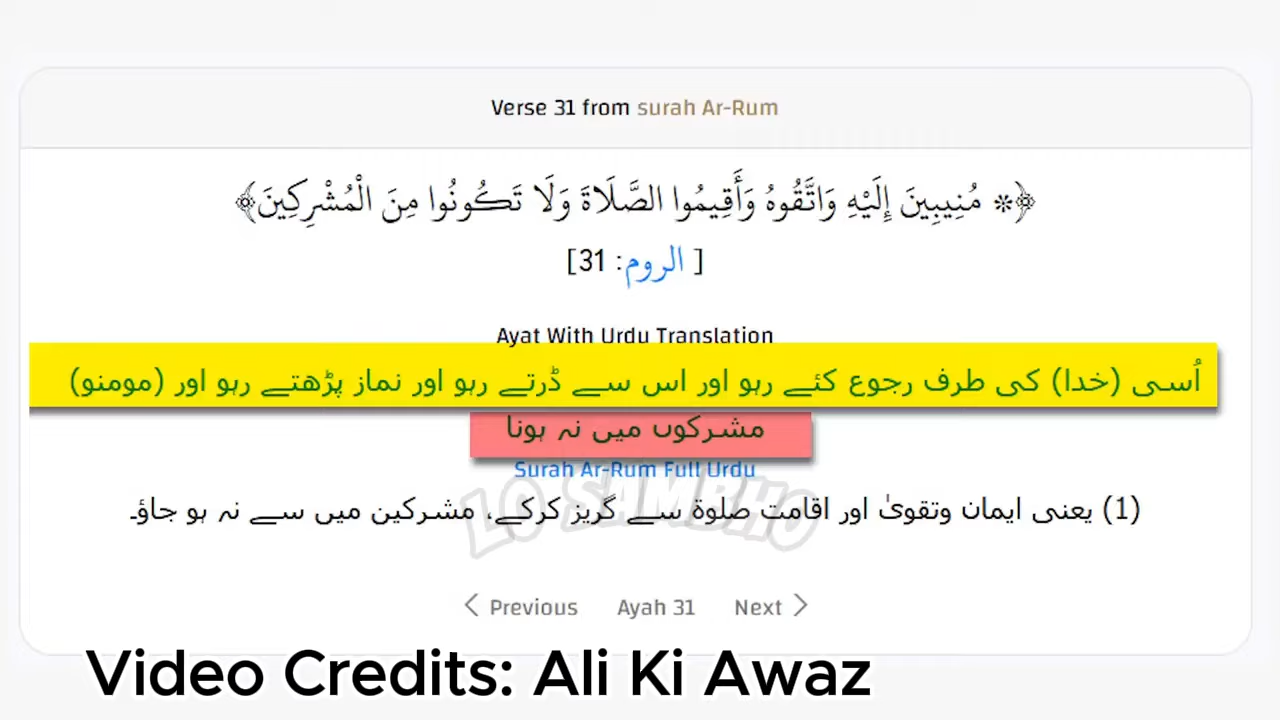 Verse 31 from surah Ar-Rum
﴿۞ مُنِيبِينَ إِلَيْهِ وَاتَّقُوهُ وَأَقِيمُوا الصَّلَاةَ وَلَا تَكُونُوا مِنَ الْمُشْرِكِينَ﴾
[ الروم: 31]
Ayat With Urdu Translation
اُسی (خدا) کی طرف رجوع کئے رہو اور اس سے ڈرتے رہو اور نماز پڑھتے رہو اور (مومنو)
مشرکوں میں نہ ہونا
Surah Ar-Rum Full Urdu
LO SAMBHO
(1) یعنی ایمان وتقویٰ اور اقامت صلوۃ سے گریز کرکے، مشرکین میں سے نہ ہو جاؤ۔
Previous Ayah 31 Next
Video Credits: Ali Ki Awaz